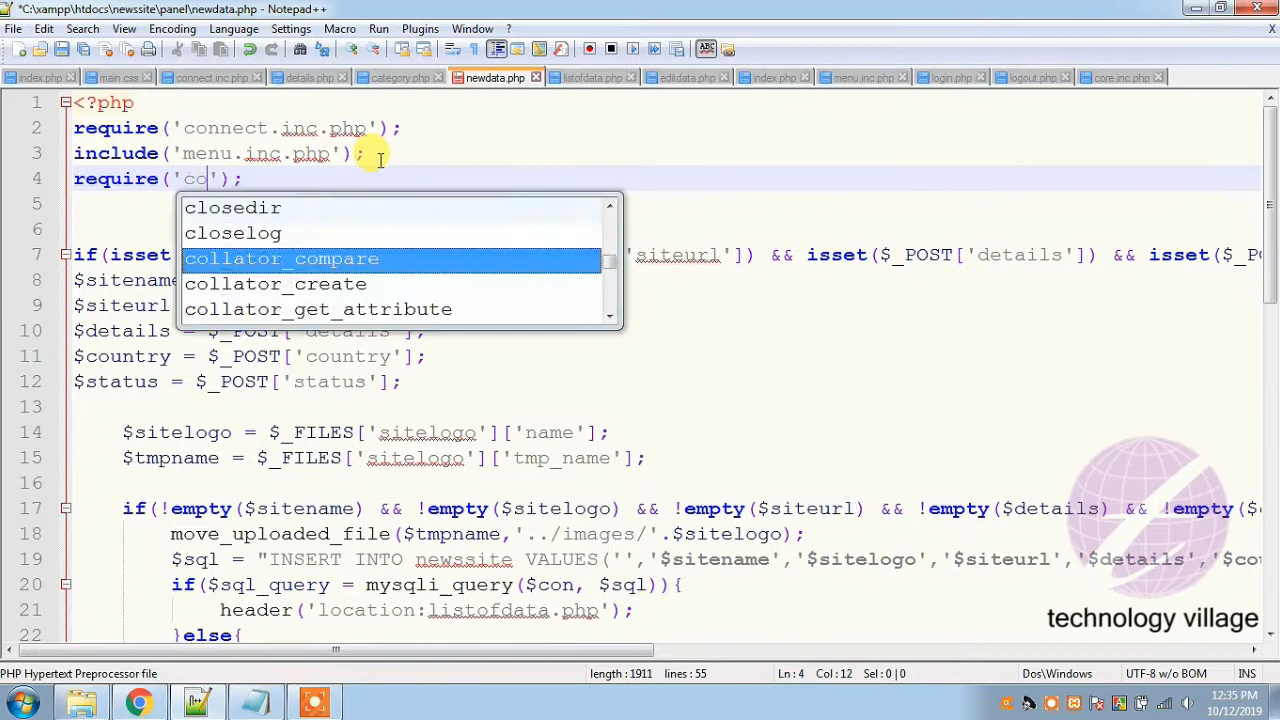 *C:\xampp\htdocs\newssite\panel\newdata.php - Notepad++
File Edit Search View Encoding Language Settings Macro Run Plugins Window ? X
index.php main.css connect.inc.php details.php category.php newdata.php listofdata.php editdata.php index.php menu.inc.php login.php logout.php core.inc.php
1 <?php
2 require('connect.inc.php');
3 include('menu.inc.php');
4 require('co');
closedir
5
closelog
6
7 if(isset 'siteurl']) && isset($_POST['details']) && isset($_P
collator_compare
8 $sitename
collator_create
9 $siteurl
collator_get_attribute
10 $details = $_POST['details'];
11 $country = $_POST['country'];
12 $status = $_POST['status'];
13
14 $sitelogo = $_FILES['sitelogo']['name'];
15 $tmpname = $_FILES['sitelogo']['tmp_name'];
16
17 if(!empty($sitename) && !empty($sitelogo) && !empty($siteurl) && !empty($details) && !empty($
18 move_uploaded_file($tmpname,'../images/'.$sitelogo);
19 $sql = "INSERT INTO newssite VALUES('','$sitename','$sitelogo','$siteurl','$details','$co
20 if($sql_query = mysqli_query($con, $sql)){
21 header('location:listofdata.php');
22 }else{
technology village
PHP Hypertext Preprocessor file length : 1911 lines : 55 Ln : 4 Col : 12 Sel : 0 | 0 Dos\Windows UTF-8 w/o BOM INS
12:35 PM
10/12/2019